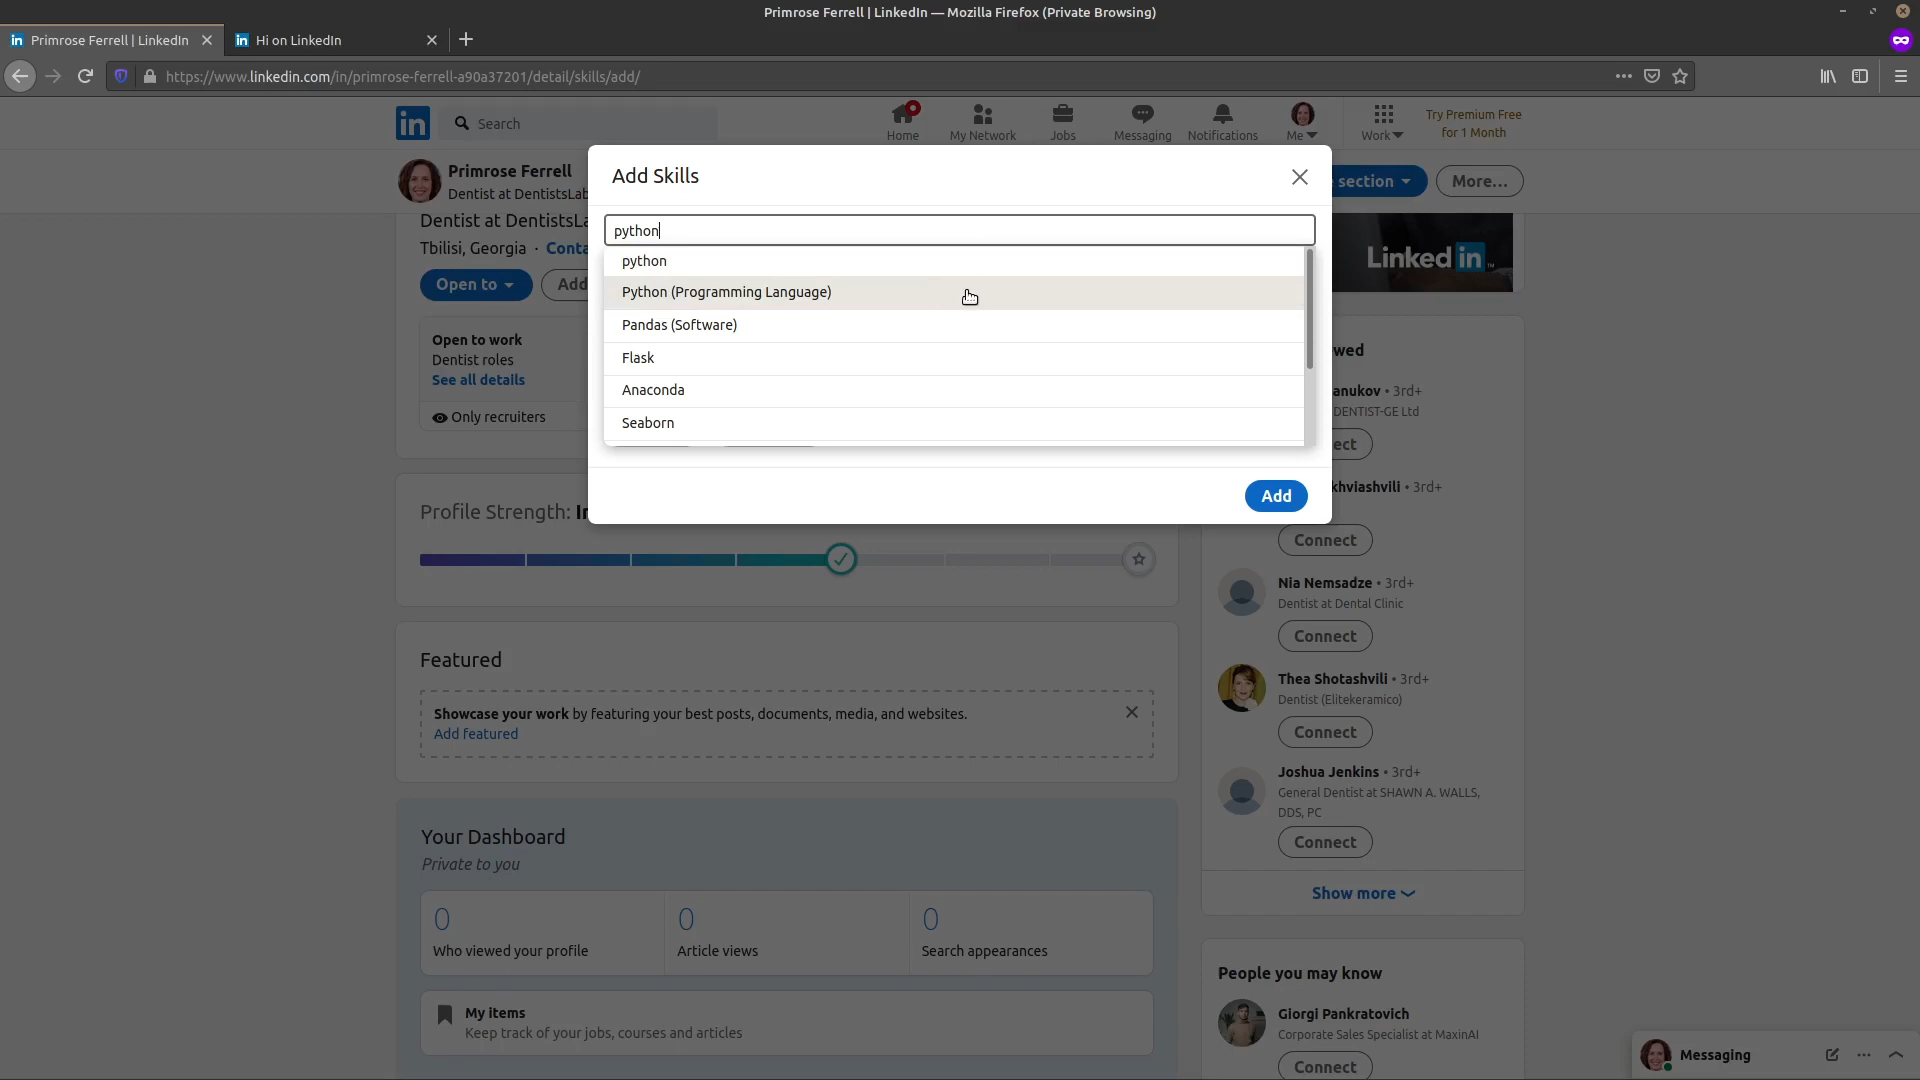 Primrose Ferrell | LinkedIn — Mozilla Firefox (Private Browsing)
in Primrose Ferrell | LinkedIn
in Hi on LinkedIn
https://www.linkedin.com/in/primrose-ferrell-a90a37201/detail/skills/add/
in
Search
Home
My Network
Jobs
Messaging
Notifications
Me
Work
Try Premium Free
for 1 Month
Primrose Ferrell
Dentist at DentistsLab
section
More...
Dentist at DentistsLa
Tbilisi, Georgia · Conta
Open to
Add
Open to work
Dentist roles
See all details
Only recruiters
Add Skills
python
python
Python (Programming Language)
Pandas (Software)
Flask
Anaconda
Seaborn
Add
Profile Strength: In
Featured
Showcase your work by featuring your best posts, documents, media, and websites.
Add featured
Your Dashboard
Private to you
0
Who viewed your profile
0
Article views
0
Search appearances
My items
Keep track of your jobs, courses and articles
Linked in
wed
anukov • 3rd+
DENTIST-GE Ltd
ect
khviashvili • 3rd+
Connect
Nia Nemsadze • 3rd+
Dentist at Dental Clinic
Connect
Thea Shotashvili • 3rd+
Dentist (Elitekeramico)
Connect
Joshua Jenkins • 3rd+
General Dentist at SHAWN A. WALLS,
DDS, PC
Connect
Show more
People you may know
Giorgi Pankratovich
Corporate Sales Specialist at MaxinAI
Connect
Messaging